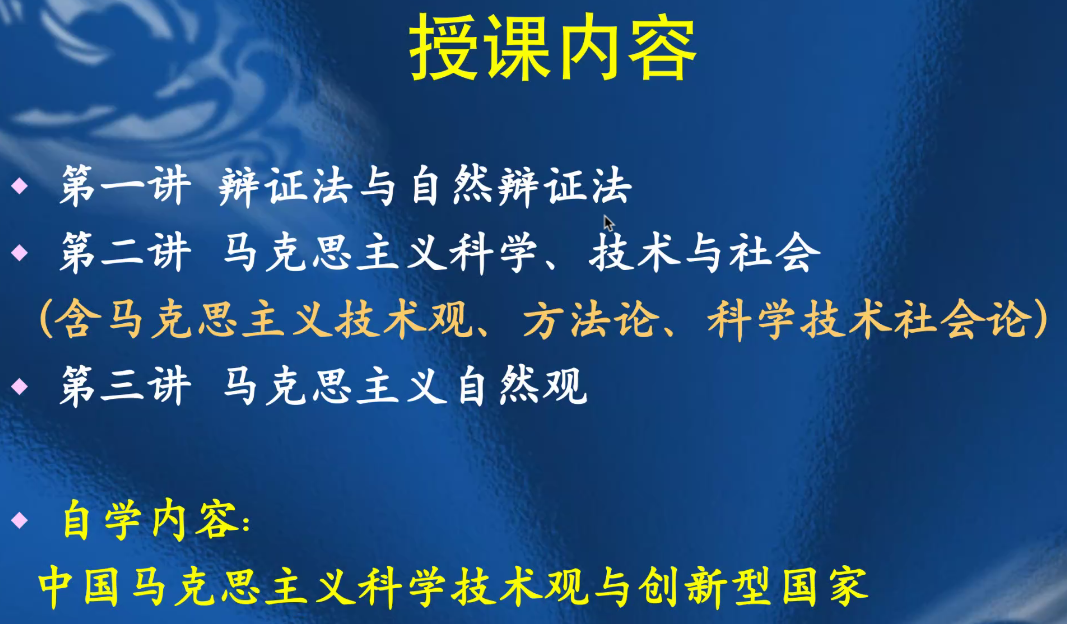 授课内容
第一讲 辩证法与自然辩证法
第二讲 马克思主义科学、技术与社会
(含马克思主义技术观、方法论、科学技术社会论)
第三讲 马克思主义自然观
自学内容:
中国马克思主义科学技术观与创新型国家